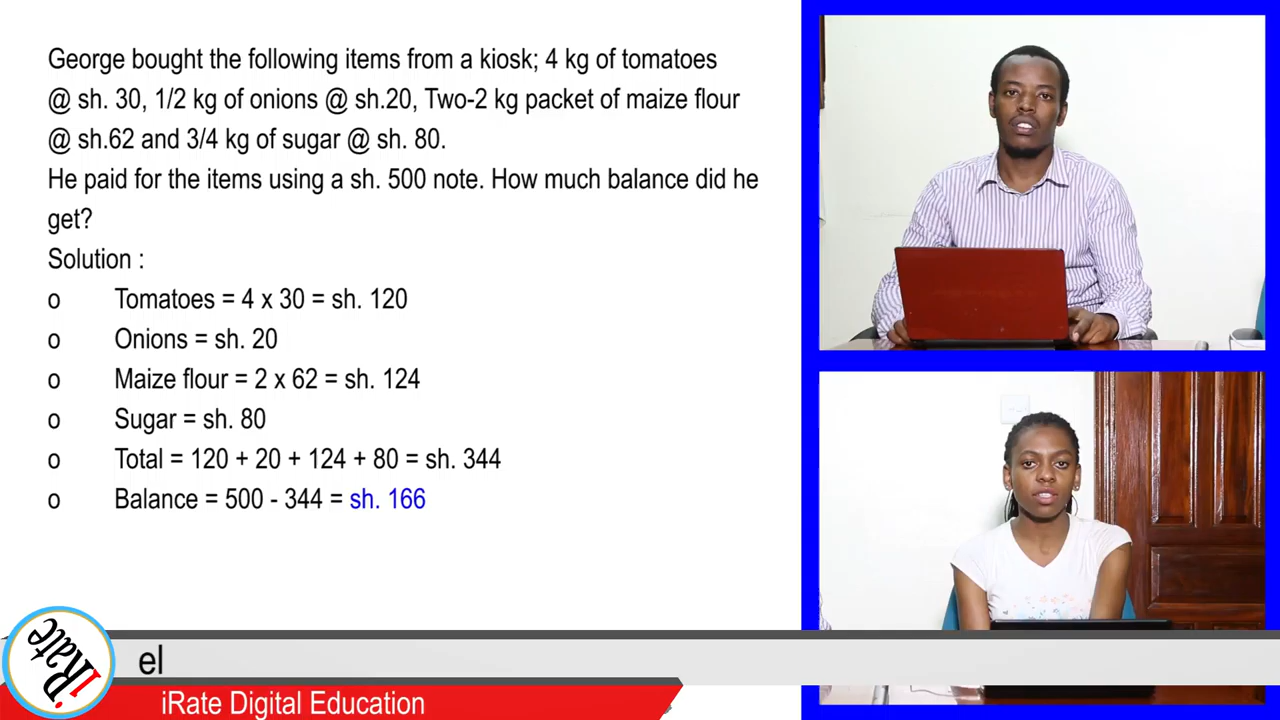 George bought the following items from a kiosk; 4 kg of tomatoes
@ sh. 30, 1/2 kg of onions @ sh.20, Two-2 kg packet of maize flour
@ sh.62 and 3/4 kg of sugar @ sh. 80.
He paid for the items using a sh. 500 note. How much balance did he
get?
Solution :
o Tomatoes = 4 x 30 = sh. 120
o Onions = sh. 20
o Maize flour = 2 x 62 = sh. 124
o Sugar = sh. 80
o Total = 120 + 20 + 124 + 80 = sh. 344
o Balance = 500 - 344 = sh. 166
iRate
el
iRate Digital Education